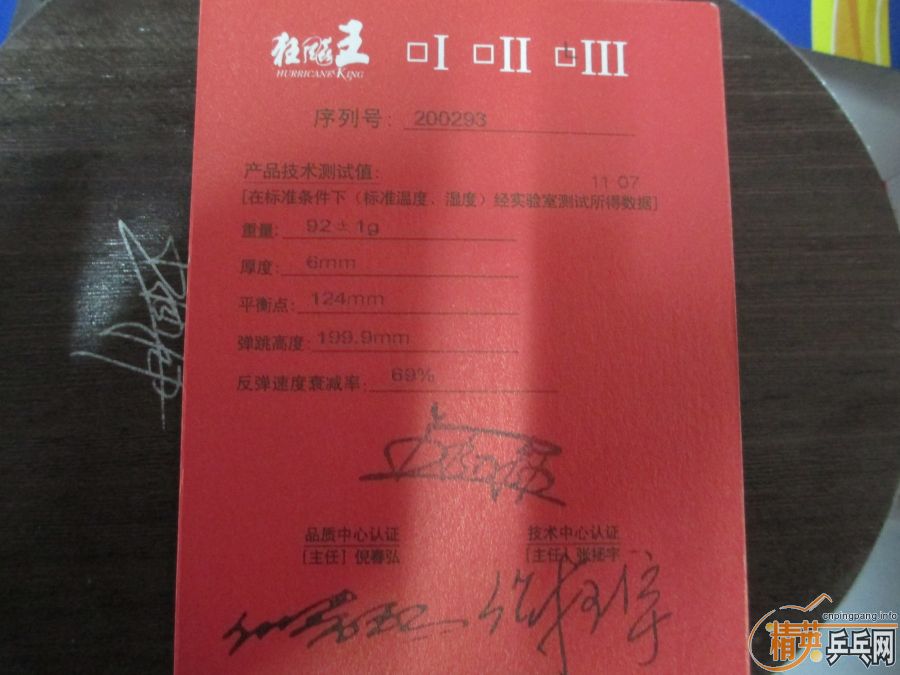 狂飚王 □I □II □III
HURRICANE KING
序列号: 200293
产品技术测试值:
11-07
[在标准条件下(标准温度、湿度)经实验室测试所得数据]
重量: 92±1g
厚度: 6mm
平衡点: 124mm
弹跳高度: 199.9mm
反弹速度衰减率: 69%
品质中心认证 技术中心认证
[主任] 倪春弘 [主任] 张宇
cnpingpang.info
精英乒乓网